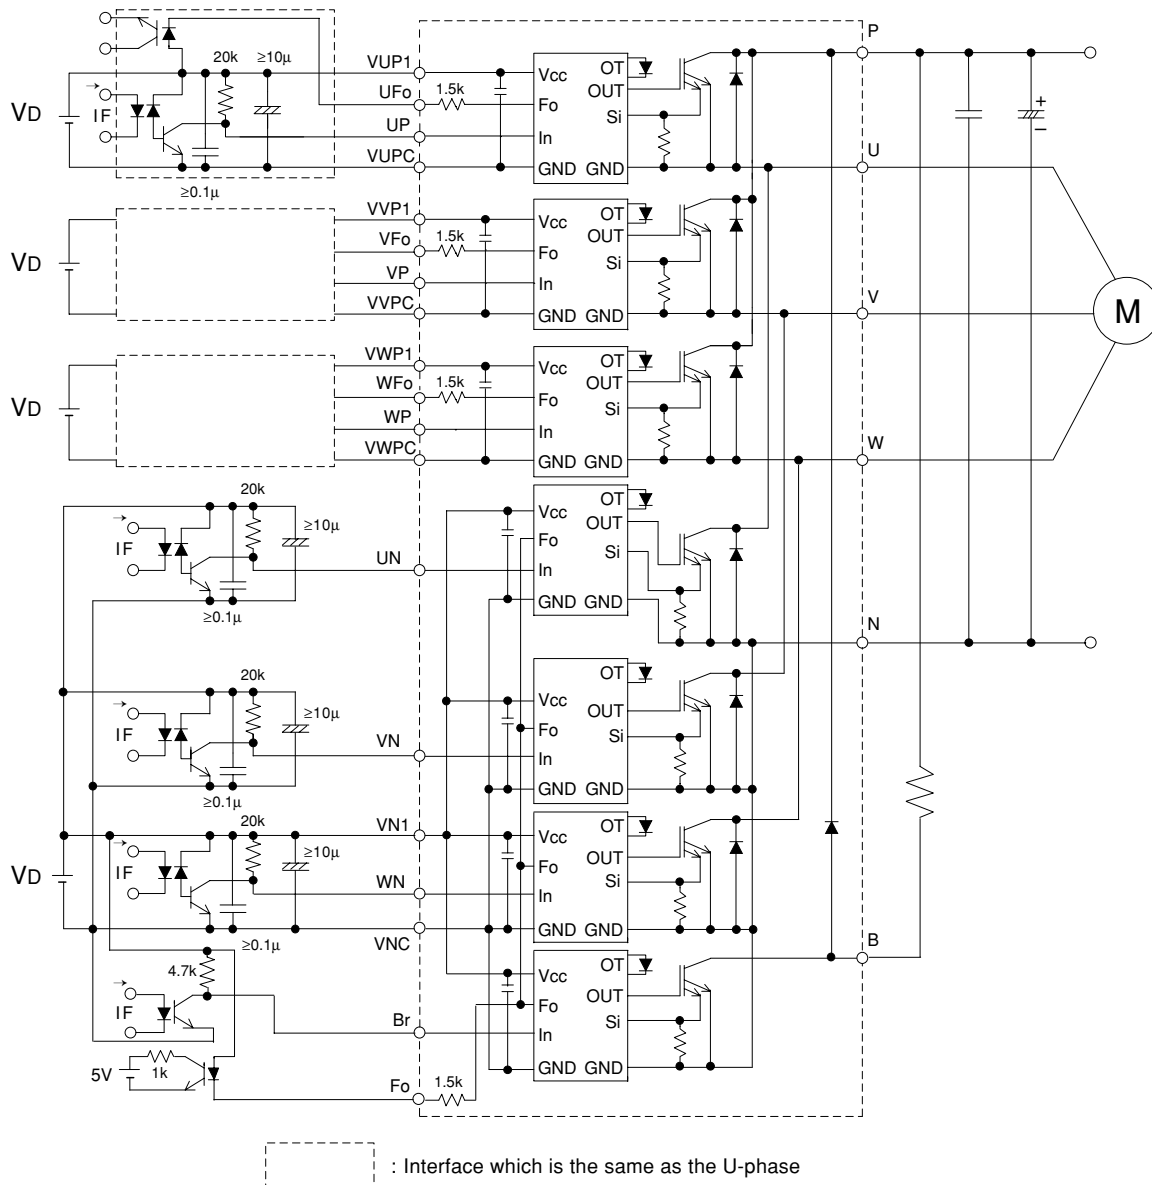 P
20k ≥10µ
VUP1 Vcc OT
UFo 1.5k Fo OUT
VD IF
UP In Si
VUPC GND GND U
≥0.1µ
+
–
VVP1 Vcc OT
VFo 1.5k Fo OUT
VD
VP In Si
VVPC GND GND V
M
VWP1 Vcc OT
WFo 1.5k Fo OUT
VD
WP In Si
VWPC GND GND W
20k
≥10µ
IF
Vcc OT
Fo OUT
UN In Si
GND GND
≥0.1µ
N
20k
≥10µ
IF
Vcc OT
Fo OUT
VN In Si
GND GND
≥0.1µ
20k
≥10µ
VN1 Vcc OT
VD IF
Fo OUT
WN In Si
VNC GND GND
≥0.1µ
B
4.7k
IF
Vcc OT
Fo OUT
Br In Si
GND GND
5V 1k
Fo 1.5k
: Interface which is the same as the U-phase